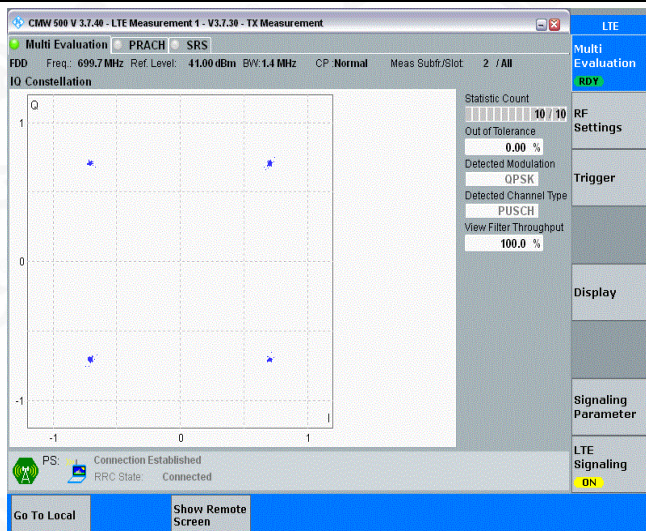 CMW 500 V 3.7.40 - LTE Measurement 1 - V3.7.30 - TX Measurement
LTE
Multi Evaluation PRACH SRS
FDD Freq.: 699.7 MHz Ref. Level: 41.00 dBm BW: 1.4 MHz CP :Normal Meas Subfr./Slot: 2 / All
IQ Constellation
Multi
Evaluation
RDY
RF
Settings
Trigger
Display
Signaling
Parameter
LTE
Signaling
ON
Q
1
0
-1
I
-1 0 1
Statistic Count
10 / 10
Out of Tolerance
0.00 %
Detected Modulation
QPSK
Detected Channel Type
PUSCH
View Filter Throughput
100.0 %
PS: Connection Established
RRC State: Connected
Go To Local
Show Remote
Screen